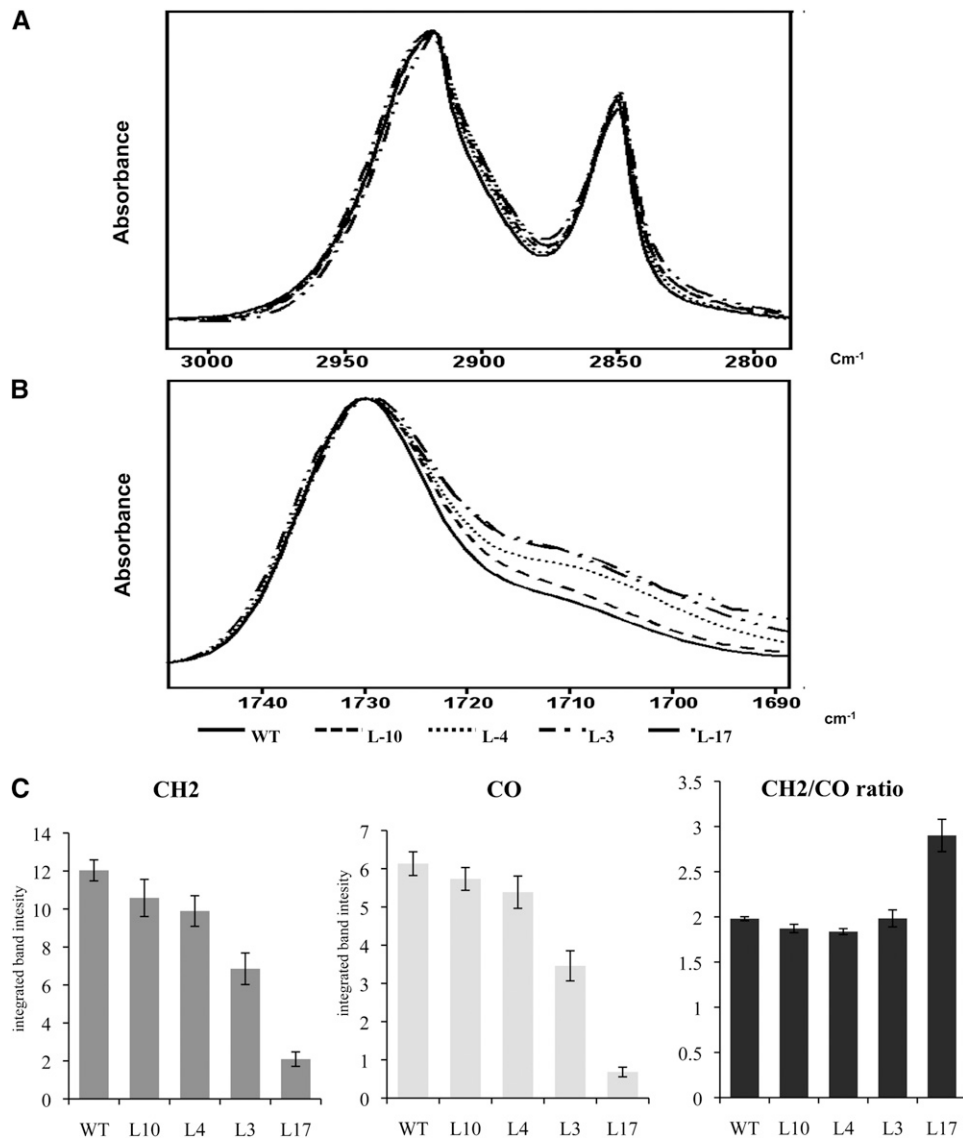 A
Absorbance
3000 2950 2900 2850 2800 Cm-1
B
Absorbance
1740 1730 1720 1710 1700 1690 cm-1
WT L-10 L-4 L-3 L-17
C
CH2
integrated band intesity
14
12
10
8
6
4
2
0
WT L10 L4 L3 L17
CO
integrated band intesity
7
6
5
4
3
2
1
0
WT L10 L4 L3 L17
CH2/CO ratio
3.5
3
2.5
2
1.5
1
0.5
0
WT L10 L4 L3 L17